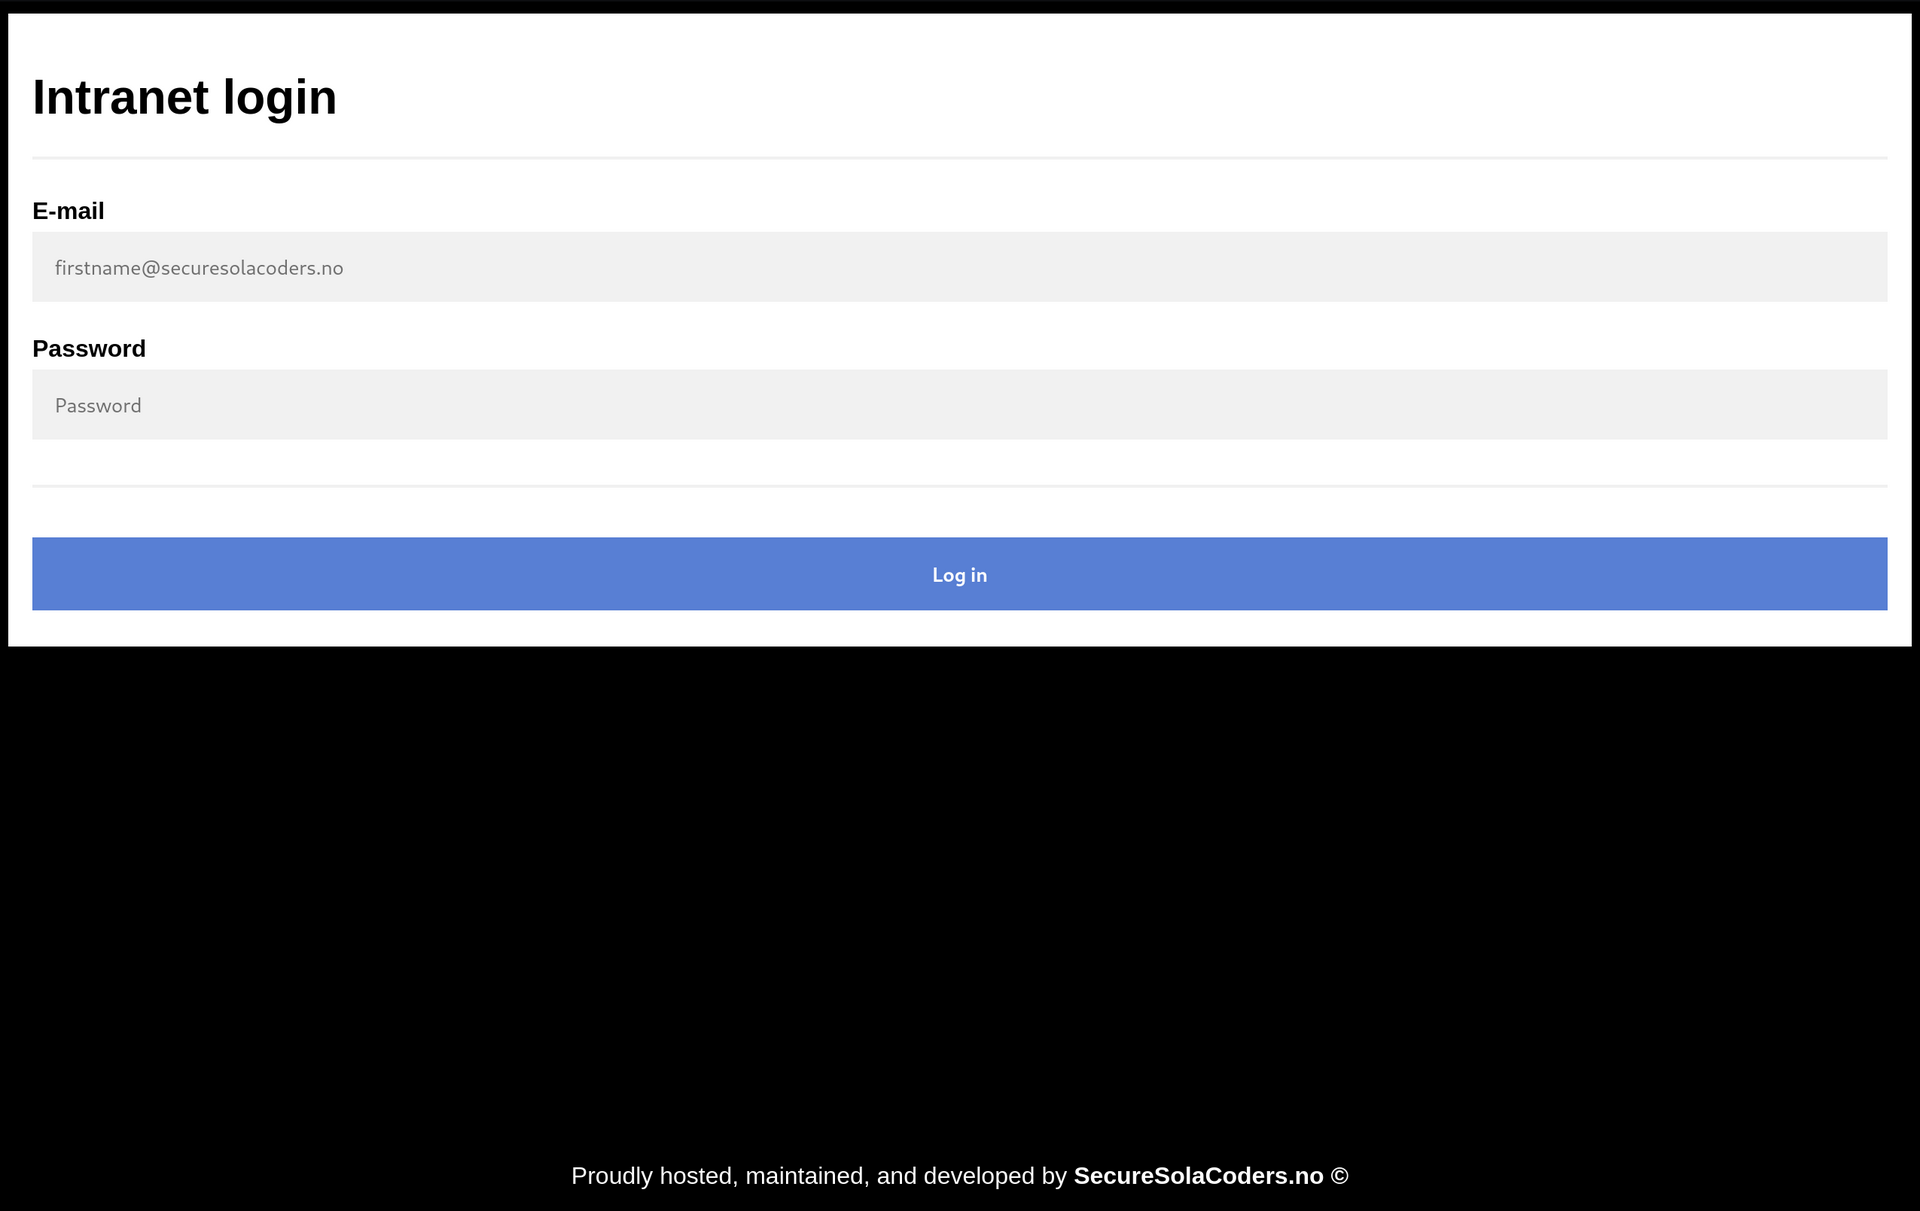 Intranet login
E-mail
firstname@securesolacoders.no
Password
Password
Log in
Proudly hosted, maintained, and developed by SecureSolaCoders.no ©